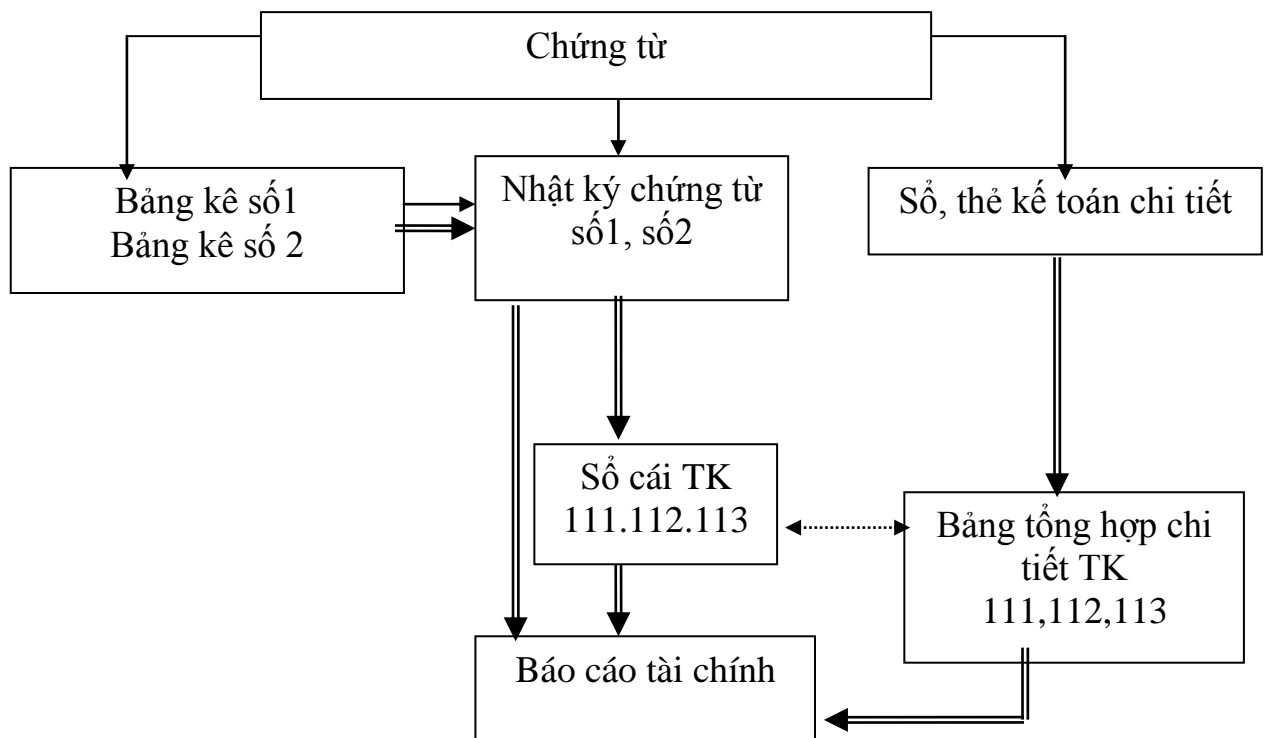 Chứng từ
Bảng kê số1
Bảng kê số 2
Nhật ký chứng từ
số1, số2
Sổ, thẻ kế toán chi tiết
Sổ cái TK
111.112.113
Bảng tổng hợp chi
tiết TK
111,112,113
Báo cáo tài chính